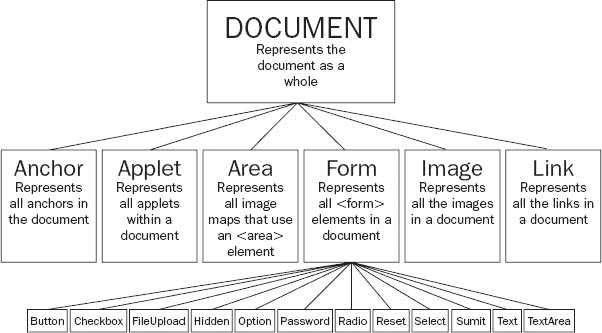 DOCUMENT
Represents the
document as a
whole
Anchor
Represents
all anchors in
the document
Applet
Represents
all applets
within a
document
Area
Represents
all image
maps that use
an <area>
element
Form
Represents
all <form>
elements in a
document
Image
Represents
all the images
in a document
Link
Represents
all the links in
a document
Button
Checkbox
FileUpload
Hidden
Option
Password
Radio
Reset
Select
Sumit
Text
TextArea